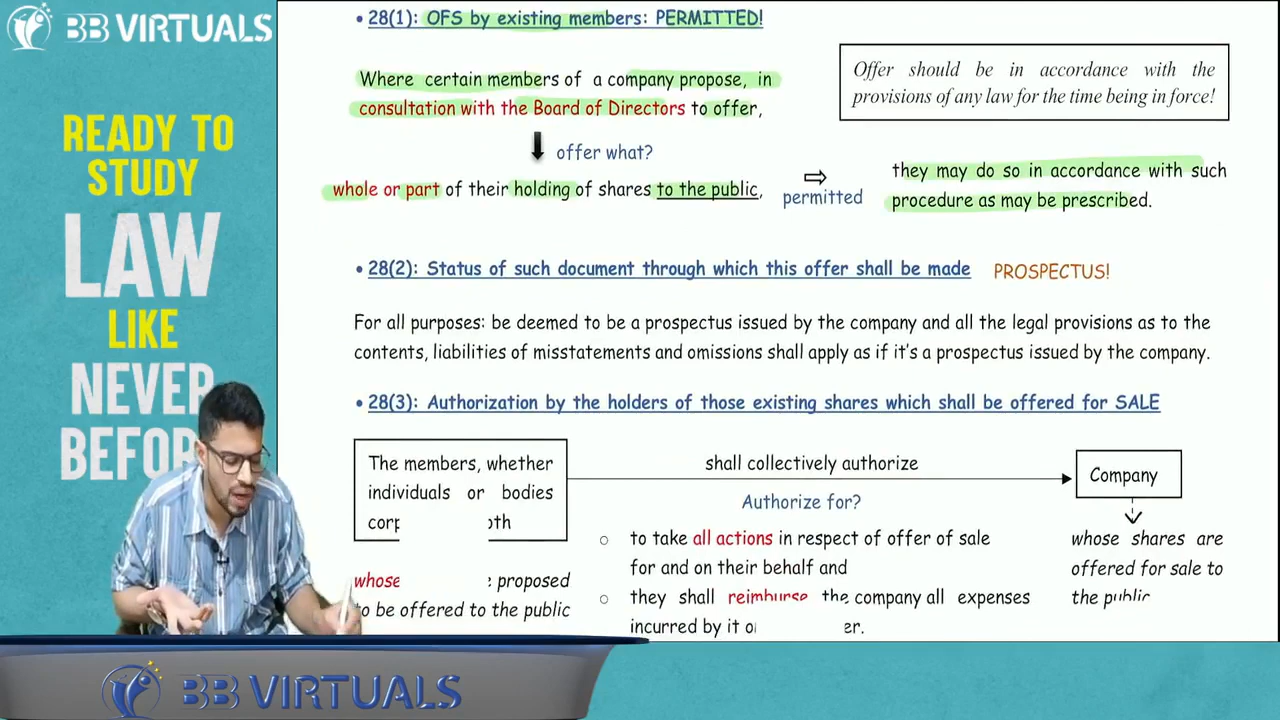 BB VIRTUALS
READY TO
STUDY
LAW
LIKE
NEVER
• 28(1): OFS by existing members: PERMITTED!
Where certain members of a company propose, in
consultation with the Board of Directors to offer,
offer what?
whole or part of their holding of shares to the public,
permitted
Offer should be in accordance with the
provisions of any law for the time being in force!
they may do so in accordance with such
procedure as may be prescribed.
• 28(2): Status of such document through which this offer shall be made PROSPECTUS!
For all purposes: be deemed to be a prospectus issued by the company and all the legal provisions as to the
contents, liabilities of misstatements and omissions shall apply as if it's a prospectus issued by the company.
• 28(3): Authorization by the holders of those existing shares which shall be offered for SALE
The members, whether
individuals or bodies
whose proposed
to be offered to the public
shall collectively authorize
Authorize for?
○ to take all actions in respect of offer of sale
for and on their behalf and
○ they shall reimburse the company all expenses
incurred by it
Company
whose shares are
offered for sale to
the public
BB VIRTUALS